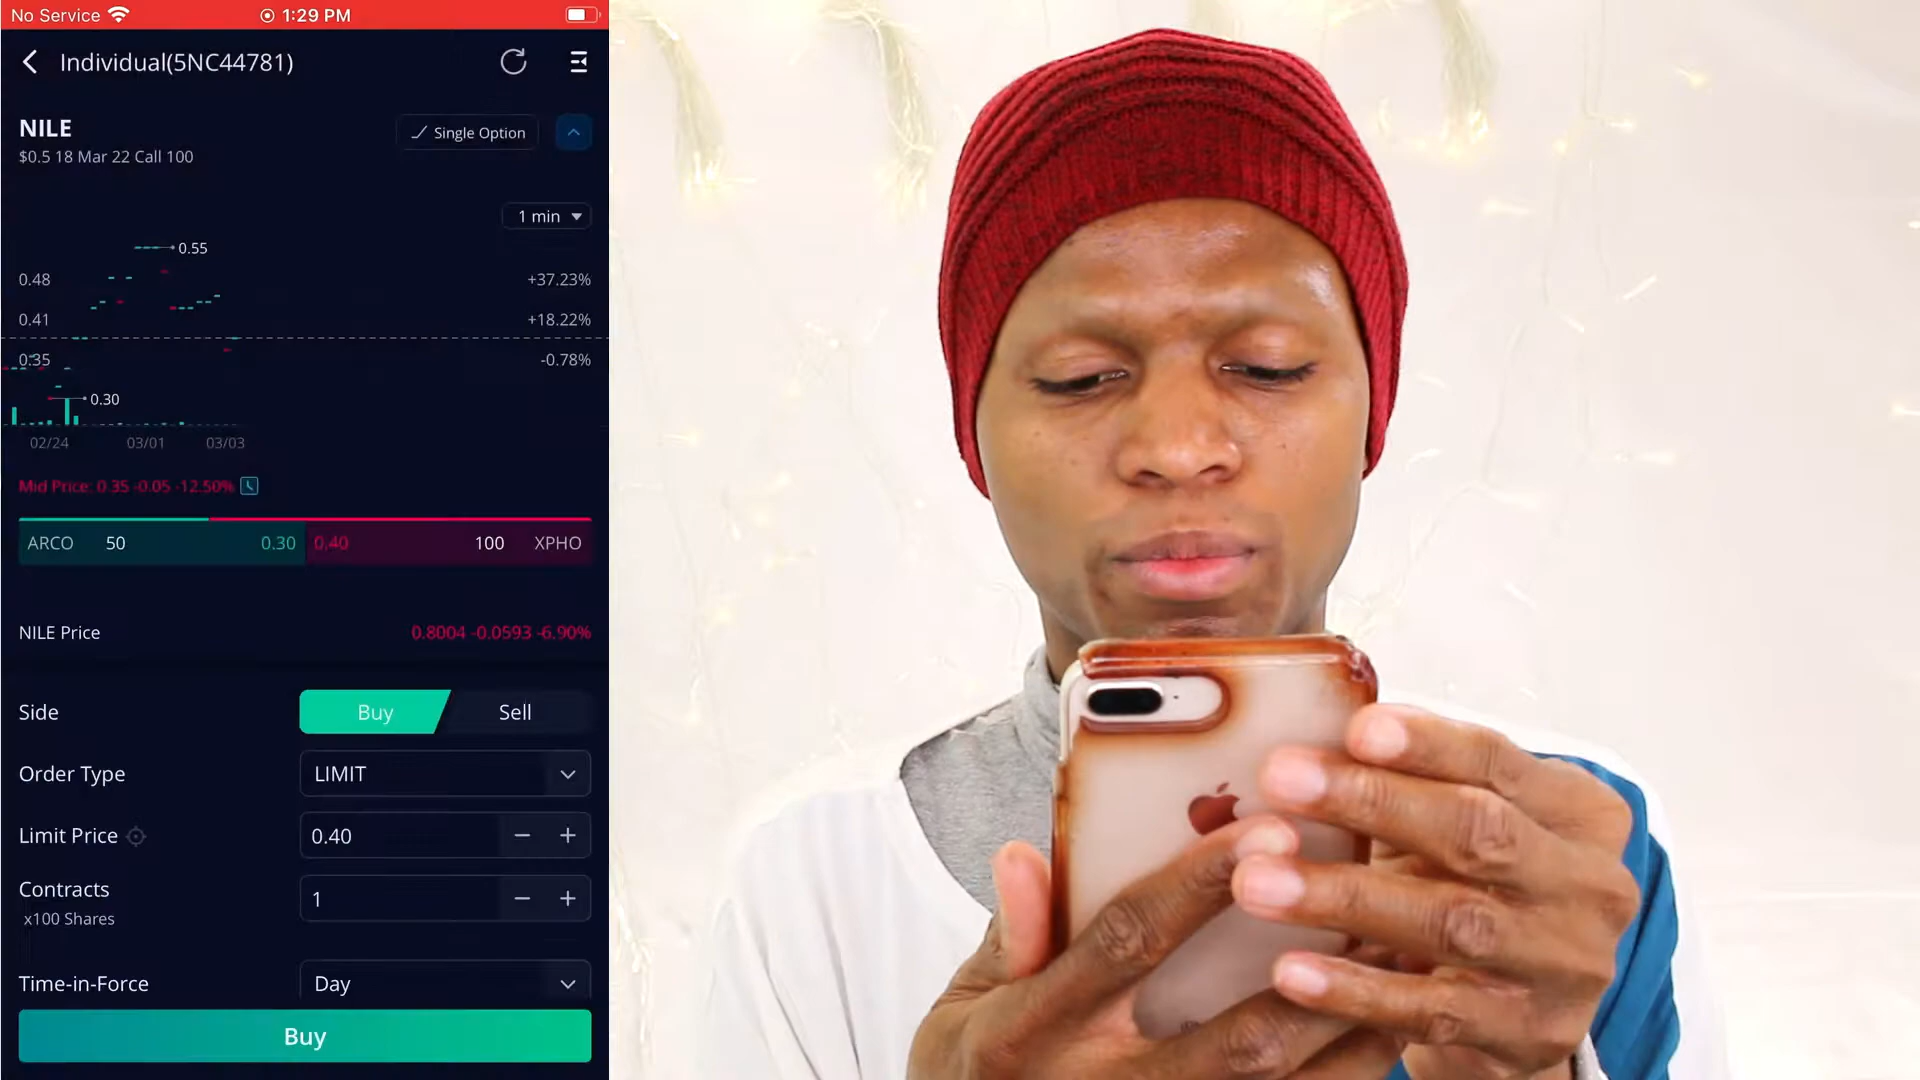 No Service 1:29 PM
Individual(5NC44781)
NILE
Single Option
$0.5 18 Mar 22 Call 100
1 min
0.55
0.48 +37.23%
0.41 +18.22%
0.35 -0.78%
0.30
02/24 03/01 03/03
Mid Price: 0.35 -0.05 -12.50%
ARCO 50 0.30 0.40 100 XPHO
NILE Price 0.8004 -0.0593 -6.90%
Side Buy Sell
Order Type LIMIT
Limit Price 0.40 − +
Contracts 1 − +
x100 Shares
Time-in-Force Day
Buy